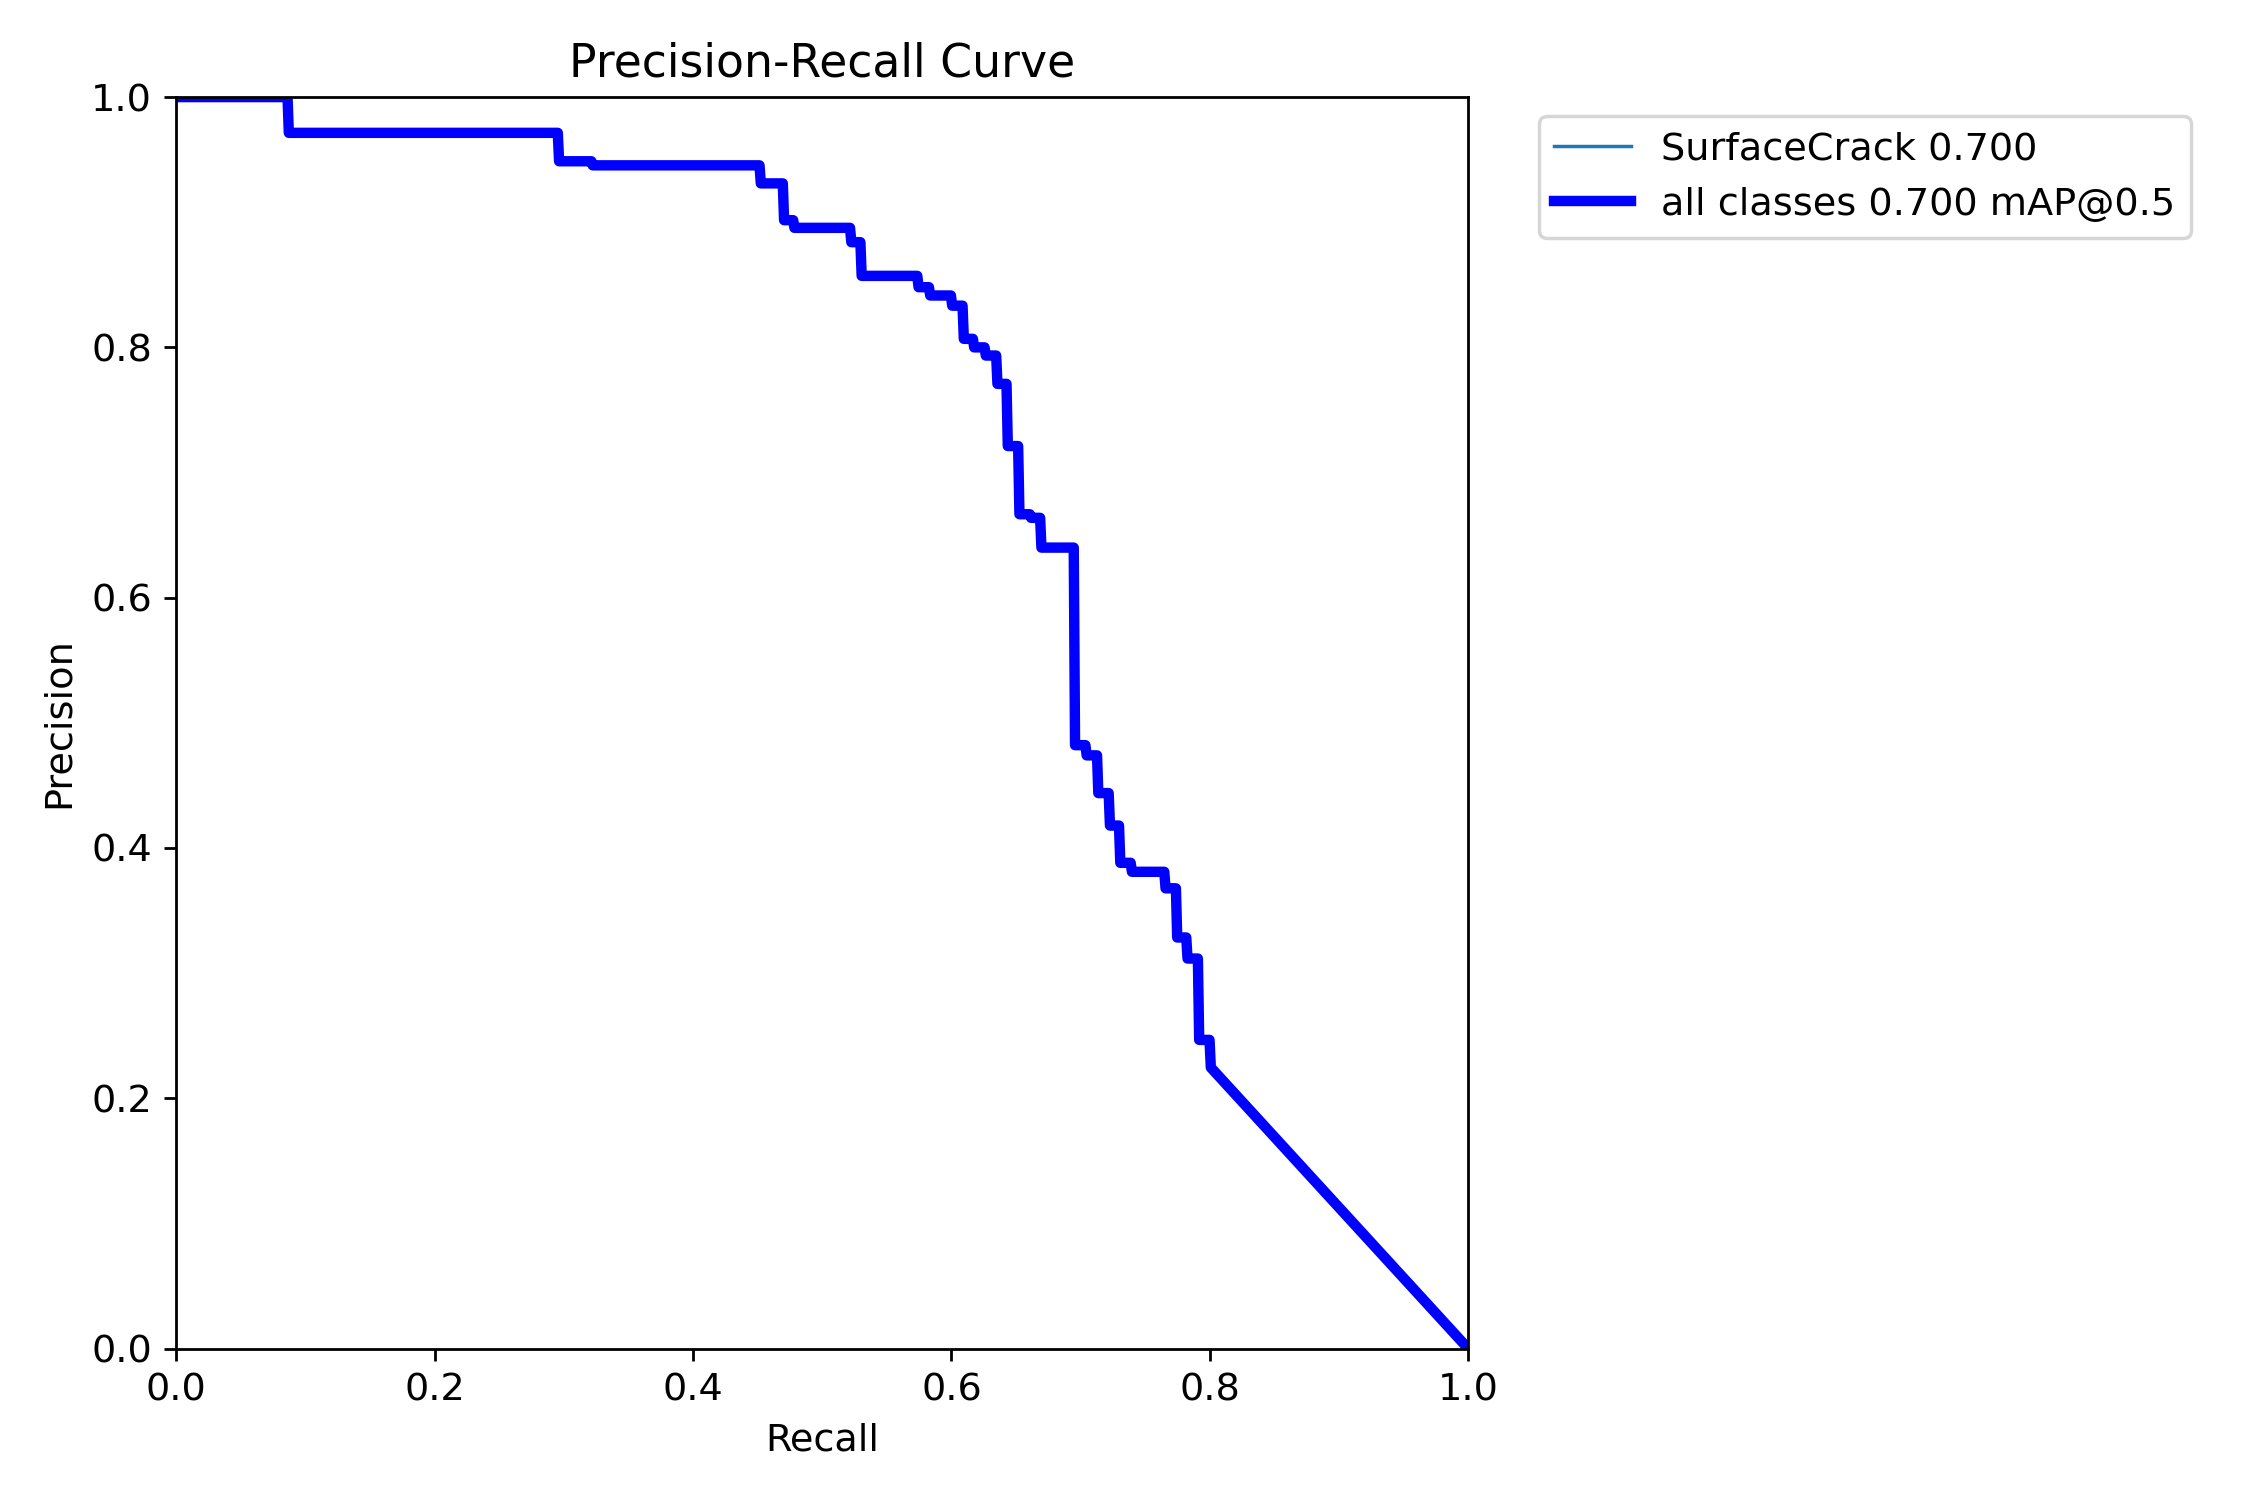 Precision-Recall Curve
1.0
0.8
0.6
0.4
0.2
0.0
Precision
0.0 0.2 0.4 0.6 0.8 1.0
Recall
SurfaceCrack 0.700
all classes 0.700 mAP@0.5